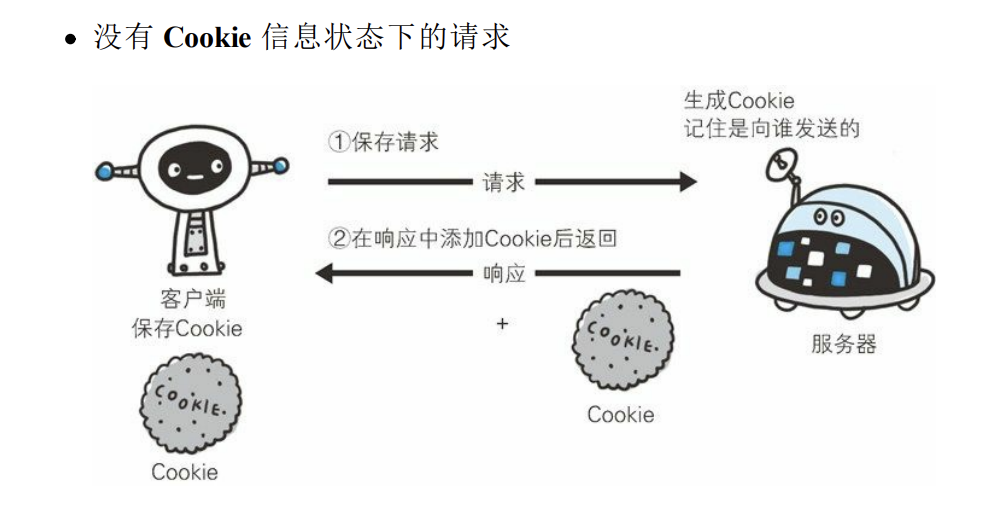 • 没有 Cookie 信息状态下的请求
生成Cookie
记住是向谁发送的
①保存请求
请求
②在响应中添加Cookie后返回
响应
客户端
保存Cookie
+
COOKIE.
Cookie
服务器
COOKIE.
Cookie